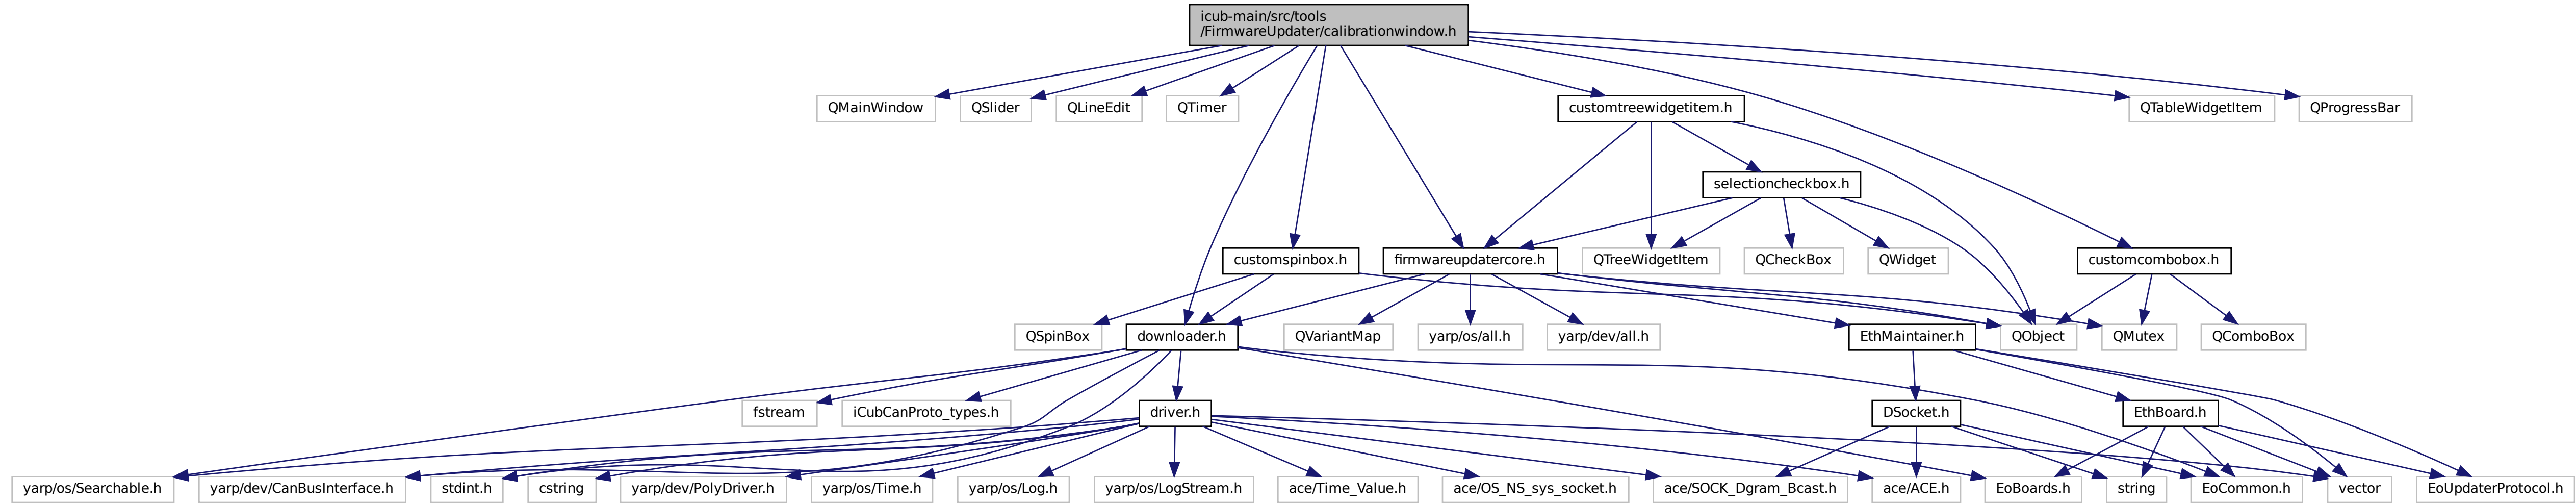 icub-main/src/tools
/FirmwareUpdater/calibrationwindow.h
QMainWindow
QSlider
QLineEdit
QTimer
customtreewidgetitem.h
QTableWidgetItem
QProgressBar
selectioncheckbox.h
customspinbox.h
firmwareupdatercore.h
QTreeWidgetItem
QCheckBox
QWidget
customcombobox.h
QSpinBox
downloader.h
QVariantMap
yarp/os/all.h
yarp/dev/all.h
EthMaintainer.h
QObject
QMutex
QComboBox
fstream
iCubCanProto_types.h
driver.h
DSocket.h
EthBoard.h
yarp/os/Searchable.h
yarp/dev/CanBusInterface.h
stdint.h
cstring
yarp/dev/PolyDriver.h
yarp/os/Time.h
yarp/os/Log.h
yarp/os/LogStream.h
ace/Time_Value.h
ace/OS_NS_sys_socket.h
ace/SOCK_Dgram_Bcast.h
ace/ACE.h
EoBoards.h
string
EoCommon.h
vector
EoUpdaterProtocol.h